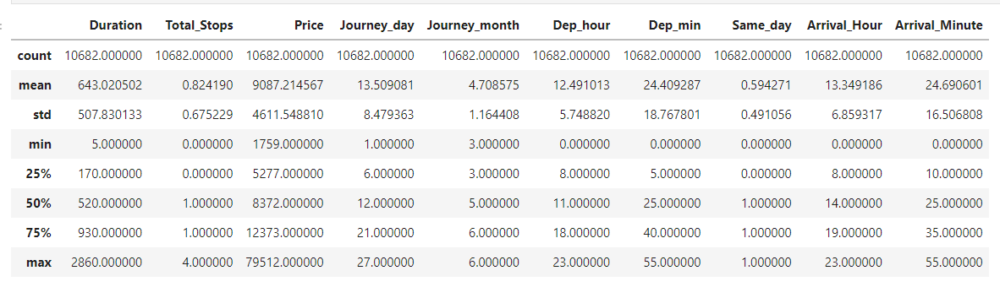 Duration Total_Stops Price Journey_day Journey_month Dep_hour Dep_min Same_day Arrival_Hour Arrival_Minute
count 10682.000000 10682.000000 10682.000000 10682.000000 10682.000000 10682.000000 10682.000000 10682.000000 10682.000000 10682.000000
mean 643.020502 0.824190 9087.214567 13.509081 4.708575 12.491013 24.409287 0.594271 13.349186 24.690601
std 507.830133 0.675229 4611.548810 8.479363 1.164408 5.748820 18.767801 0.491056 6.859317 16.506808
min 5.000000 0.000000 1759.000000 1.000000 3.000000 0.000000 0.000000 0.000000 0.000000 0.000000
25% 170.000000 0.000000 5277.000000 6.000000 3.000000 8.000000 5.000000 0.000000 8.000000 10.000000
50% 520.000000 1.000000 8372.000000 12.000000 5.000000 11.000000 25.000000 1.000000 14.000000 25.000000
75% 930.000000 1.000000 12373.000000 21.000000 6.000000 18.000000 40.000000 1.000000 19.000000 35.000000
max 2860.000000 4.000000 79512.000000 27.000000 6.000000 23.000000 55.000000 1.000000 23.000000 55.000000